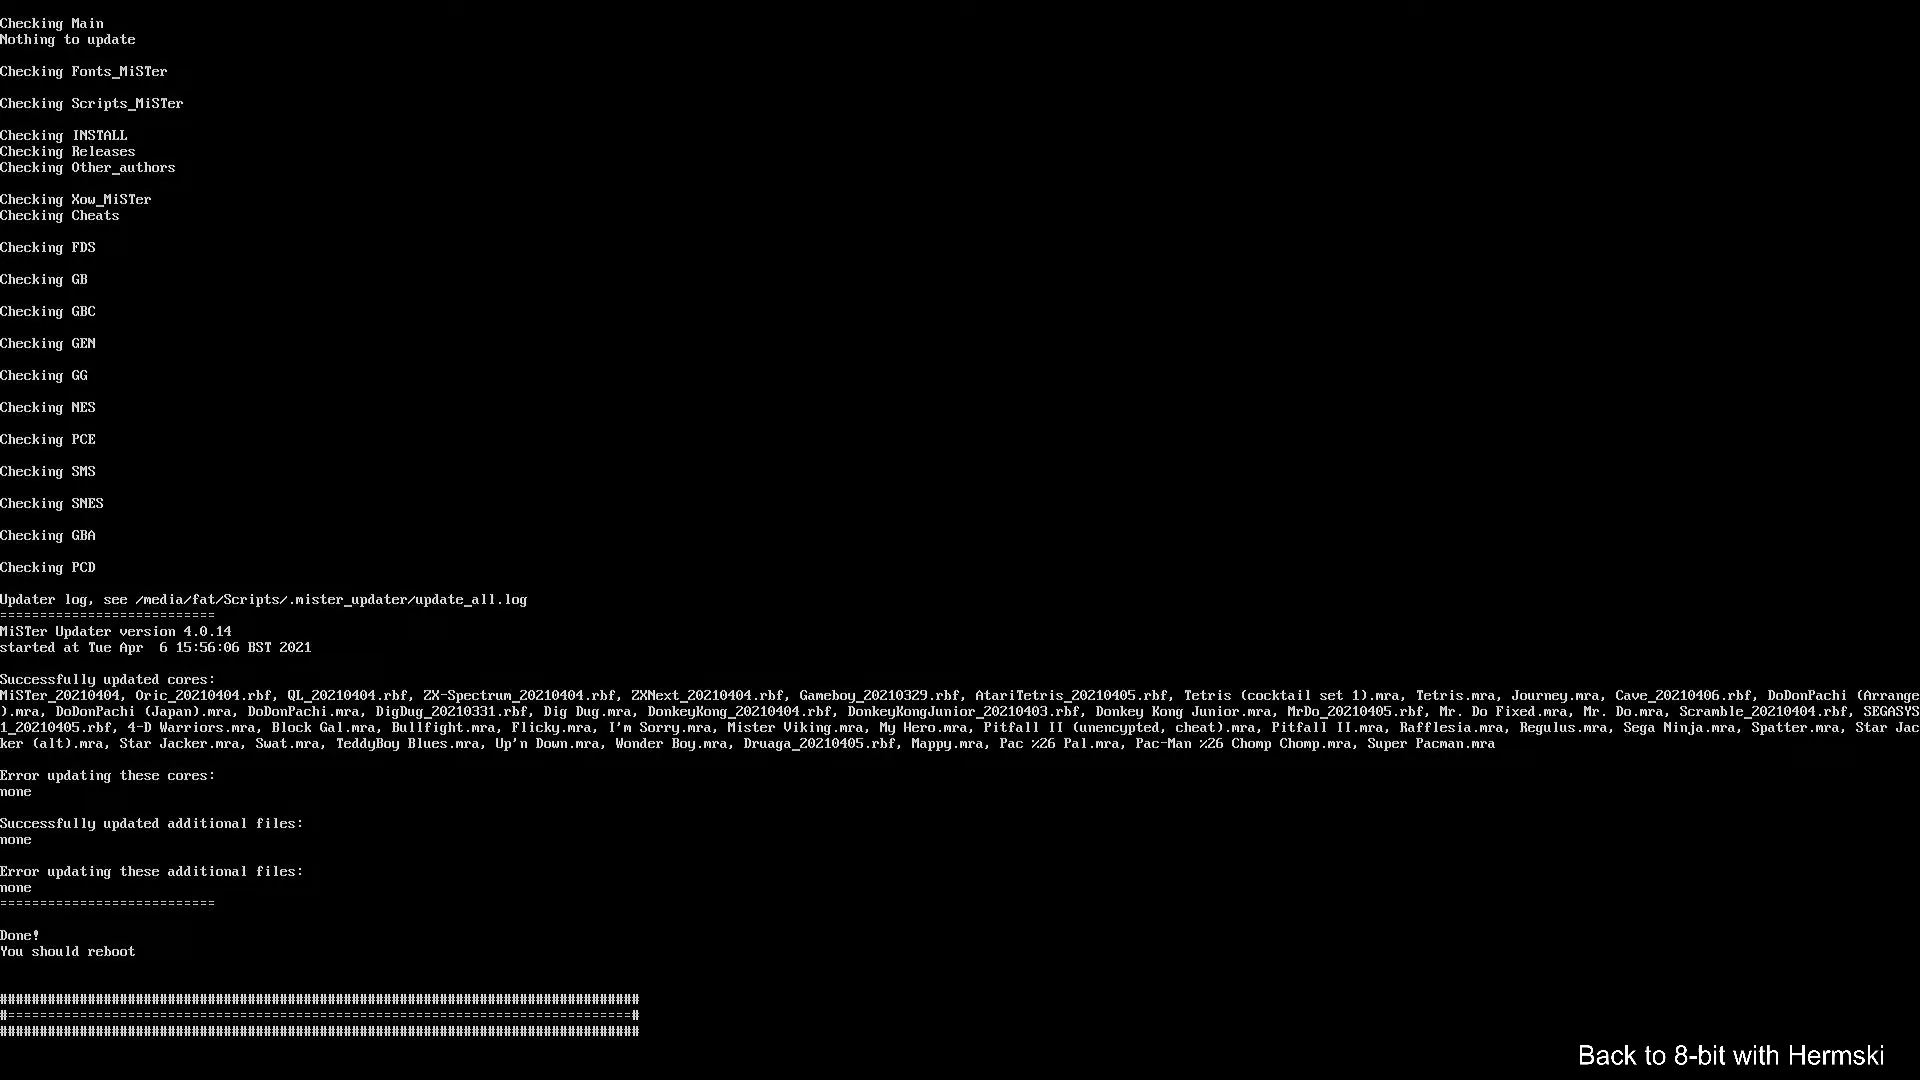 Checking Main
Nothing to update
Checking Fonts_MiSTer
Checking Scripts_MiSTer
Checking INSTALL
Checking Releases
Checking Other_authors
Checking Xow_MiSTer
Checking Cheats
Checking FDS
Checking GB
Checking GBC
Checking GEN
Checking GG
Checking NES
Checking PCE
Checking SMS
Checking SNES
Checking GBA
Checking PCD
Updater log, see /media/fat/Scripts/.mister_updater/update_all.log
===========================
MiSTer Updater version 4.0.14
started at Tue Apr  6 15:56:06 BST 2021
Successfully updated cores:
MiSTer_20210404, Oric_20210404.rbf, QL_20210404.rbf, ZX-Spectrum_20210404.rbf, ZXNext_20210404.rbf, Gameboy_20210329.rbf, AtariTetris_20210405.rbf, Tetris (cocktail set 1).mra, Tetris.mra, Journey.mra, Cave_20210406.rbf, DoDonPachi (Arrange
).mra, DoDonPachi (Japan).mra, DoDonPachi.mra, DigDug_20210331.rbf, Dig Dug.mra, DonkeyKong_20210404.rbf, DonkeyKongJunior_20210403.rbf, Donkey Kong Junior.mra, MrDo_20210405.rbf, Mr. Do Fixed.mra, Mr. Do.mra, Scramble_20210404.rbf, SEGASYS
1_20210405.rbf, 4-D Warriors.mra, Block Gal.mra, Bullfight.mra, Flicky.mra, I'm Sorry.mra, Mister Viking.mra, My Hero.mra, Pitfall II (unencypted, cheat).mra, Pitfall II.mra, Rafflesia.mra, Regulus.mra, Sega Ninja.mra, Spatter.mra, Star Jac
ker (alt).mra, Star Jacker.mra, Swat.mra, TeddyBoy Blues.mra, Up'n Down.mra, Wonder Boy.mra, Druaga_20210405.rbf, Mappy.mra, Pac %26 Pal.mra, Pac-Man %26 Chomp Chomp.mra, Super Pacman.mra
Error updating these cores:
none
Successfully updated additional files:
none
Error updating these additional files:
none
===========================
Done!
You should reboot
################################################################################
#==============================================================================#
################################################################################
Back to 8-bit with Hermski